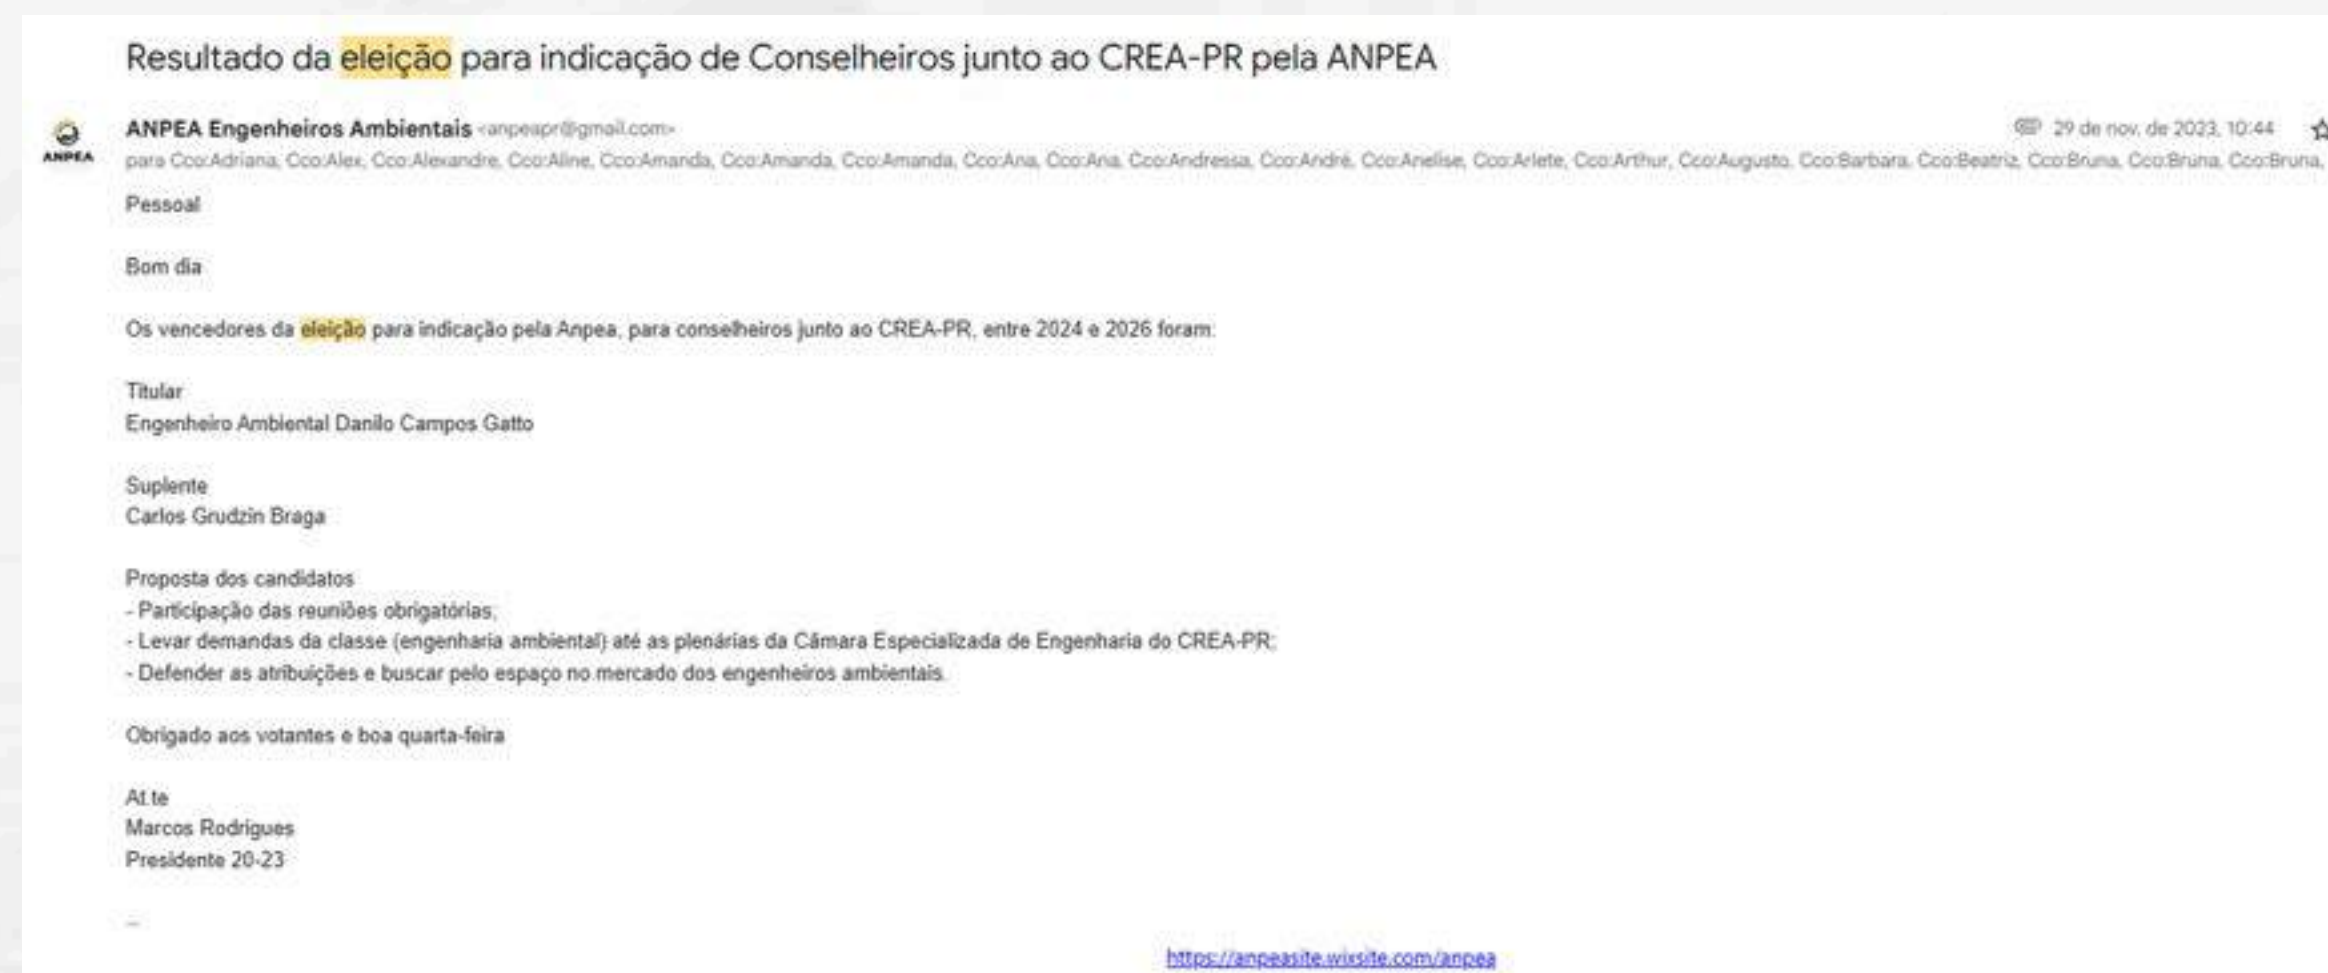 Resultado da eleição para indicação de Conselheiros junto ao CREA-PR pela ANPEA
ANPEA
ANPEA Engenheiros Ambientais <anpeapr@gmail.com>
29 de nov. de 2023, 10:44
para Cco:Adriana, Cco:Alex, Cco:Alexandre, Cco:Aline, Cco:Amanda, Cco:Amanda, Cco:Amanda, Cco:Ana, Cco:Ana, Cco:Andressa, Cco:André, Cco:Anelise, Cco:Arlete, Cco:Arthur, Cco:Augusto, Cco:Barbara, Cco:Beatriz, Cco:Bruna, Cco:Bruna, Cco:Bruna,
Pessoal
Bom dia
Os vencedores da eleição para indicação pela Anpea, para conselheiros junto ao CREA-PR, entre 2024 e 2026 foram:
Titular
Engenheiro Ambiental Danilo Campos Gatto
Suplente
Carlos Grudzin Braga
Proposta dos candidatos
- Participação das reuniões obrigatórias;
- Levar demandas da classe (engenharia ambiental) até as plenárias da Câmara Especializada de Engenharia do CREA-PR;
- Defender as atribuições e buscar pelo espaço no mercado dos engenheiros ambientais.
Obrigado aos votantes e boa quarta-feira
At.te
Marcos Rodrigues
Presidente 20-23
--
https://anpeasite.wixsite.com/anpea